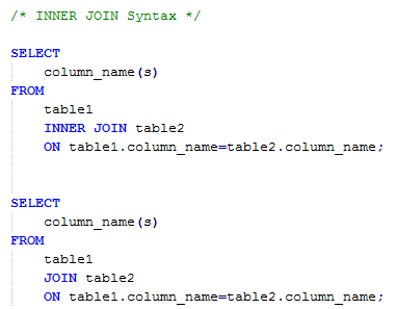 /* INNER JOIN Syntax */
SELECT
column_name(s)
FROM
table1
INNER JOIN table2
ON table1.column_name=table2.column_name;
SELECT
column_name(s)
FROM
table1
JOIN table2
ON table1.column_name=table2.column_name;